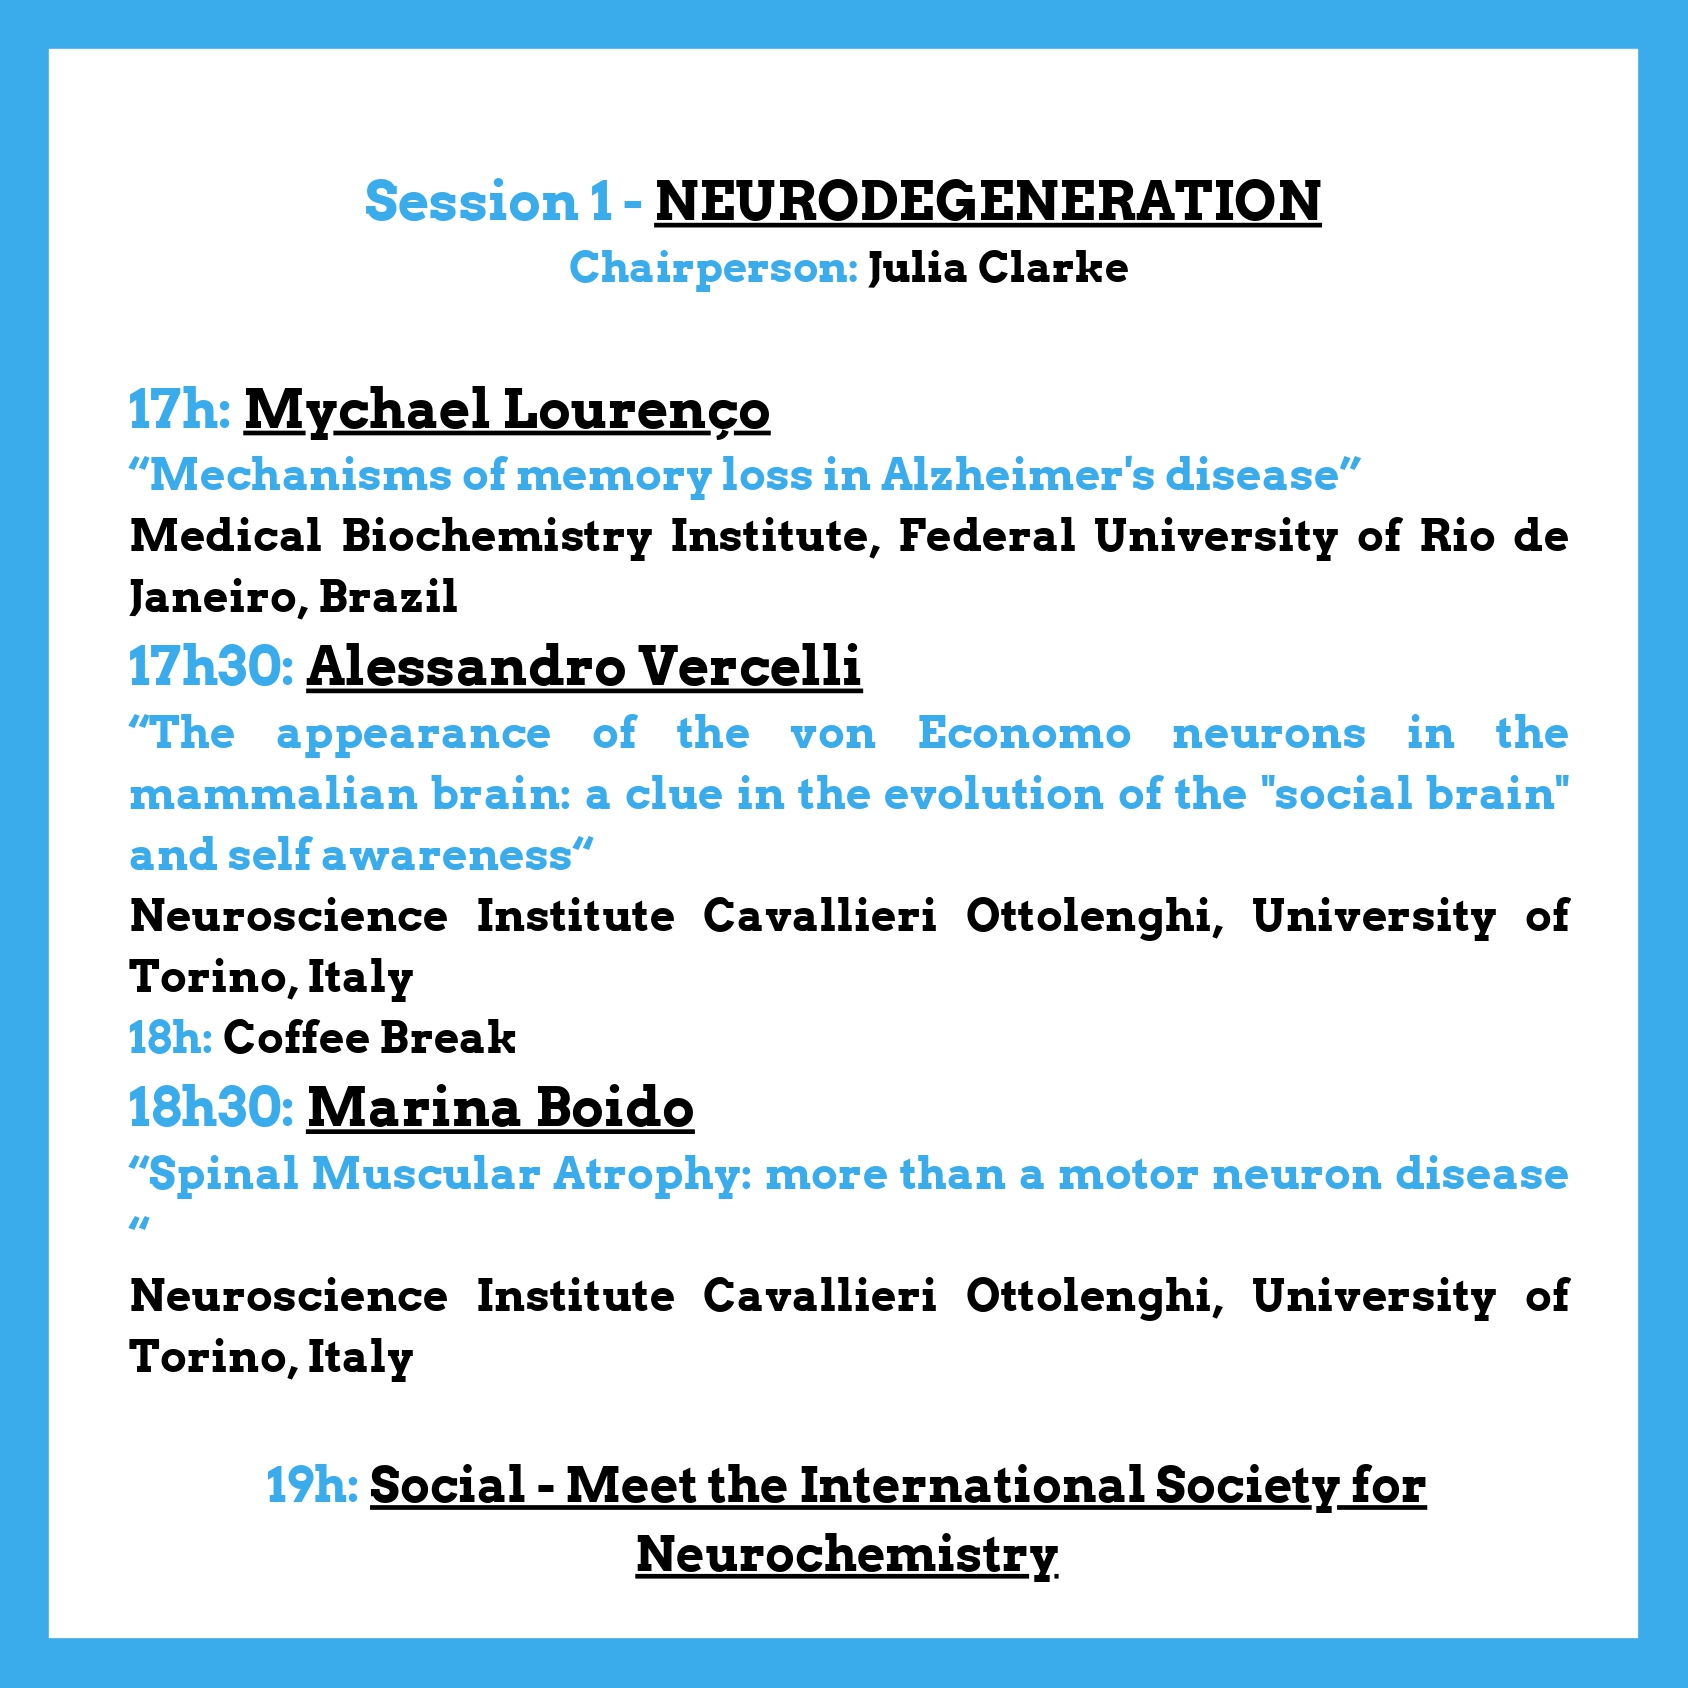 Session 1 - NEURODEGENERATION
Chairperson: Julia Clarke
17h: Mychael Lourenço
“Mechanisms of memory loss in Alzheimer's disease”
Medical Biochemistry Institute, Federal University of Rio de
Janeiro, Brazil
17h30: Alessandro Vercelli
“The appearance of the von Economo neurons in the
mammalian brain: a clue in the evolution of the "social brain"
and self awareness“
Neuroscience Institute Cavallieri Ottolenghi, University of
Torino, Italy
18h: Coffee Break
18h30: Marina Boido
“Spinal Muscular Atrophy: more than a motor neuron disease
“
Neuroscience Institute Cavallieri Ottolenghi, University of
Torino, Italy
19h: Social - Meet the International Society for
Neurochemistry